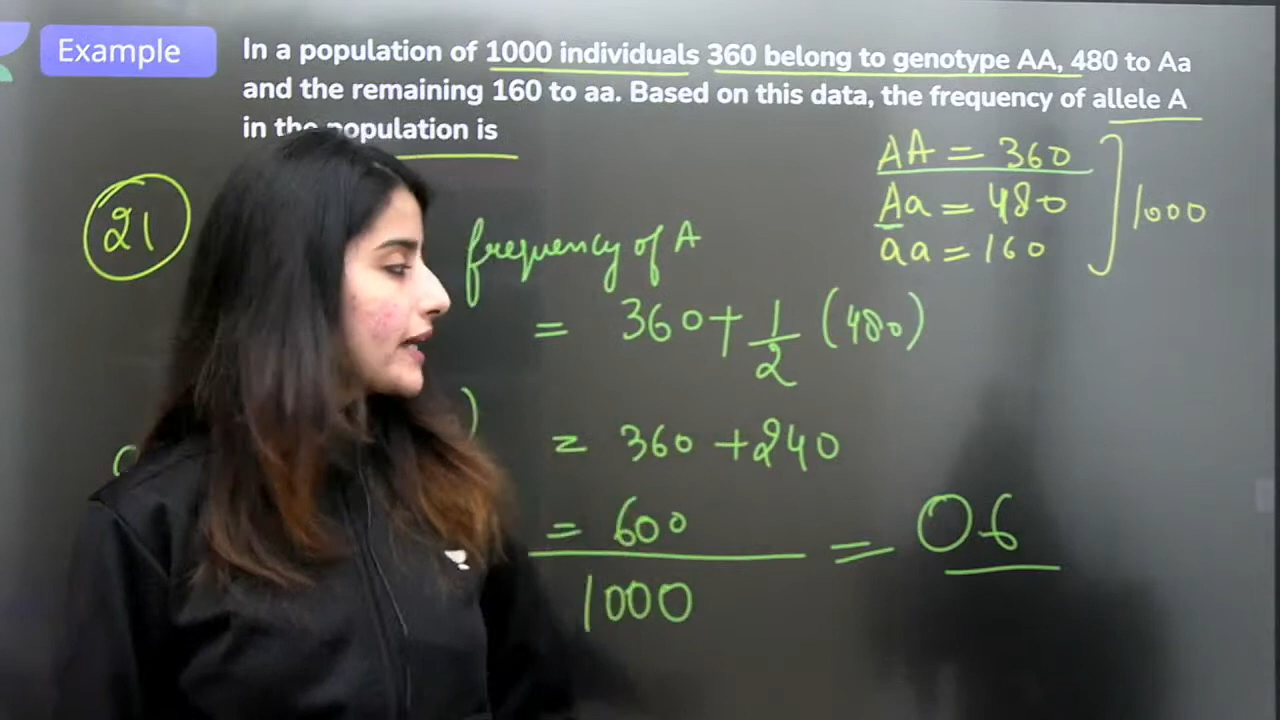 Example
In a population of 1000 individuals 360 belong to genotype AA, 480 to Aa
and the remaining 160 to aa. Based on this data, the frequency of allele A
in the population is
AA = 360
Aa = 480
aa = 160
1000
21
frequency of A
= 360 + 1/2 (480)
)
= 360 + 240
= 600
1000
= 0.6